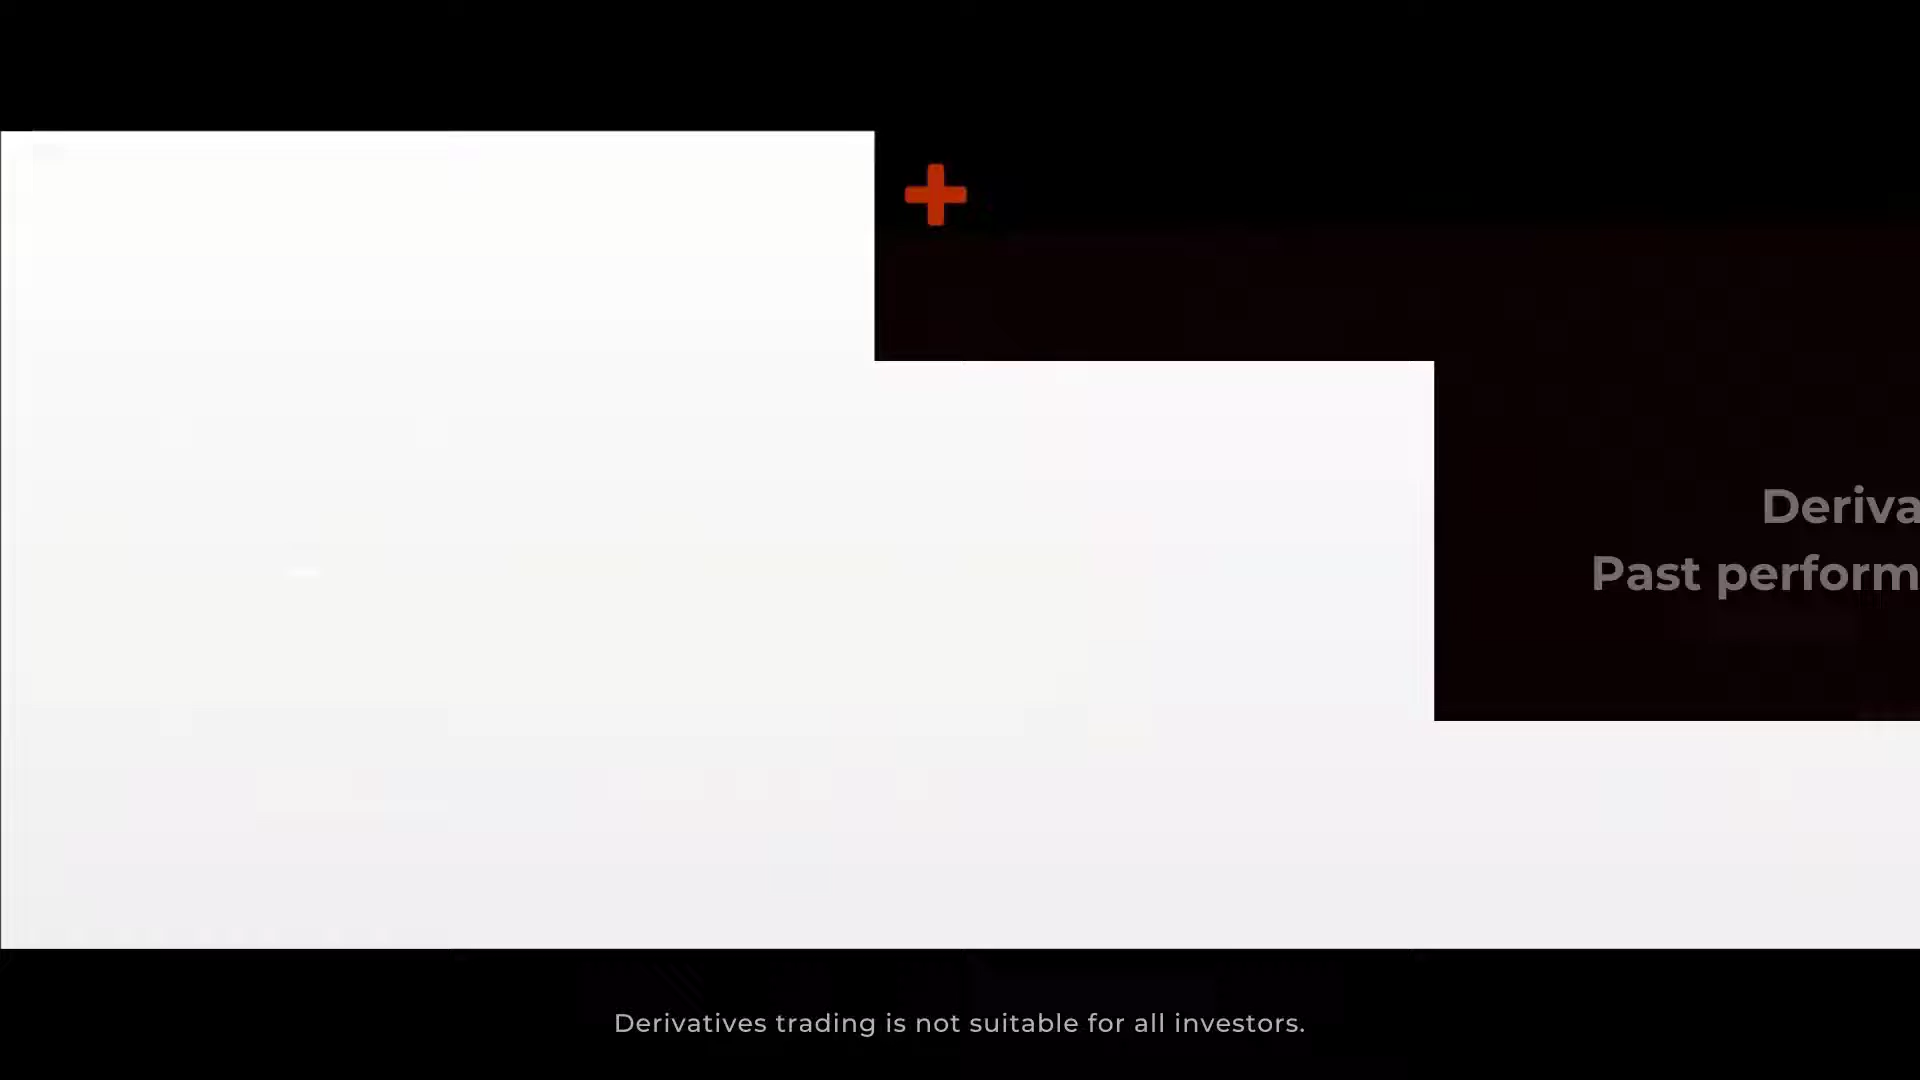 Deriva
Past perform
Derivatives trading is not suitable for all investors.